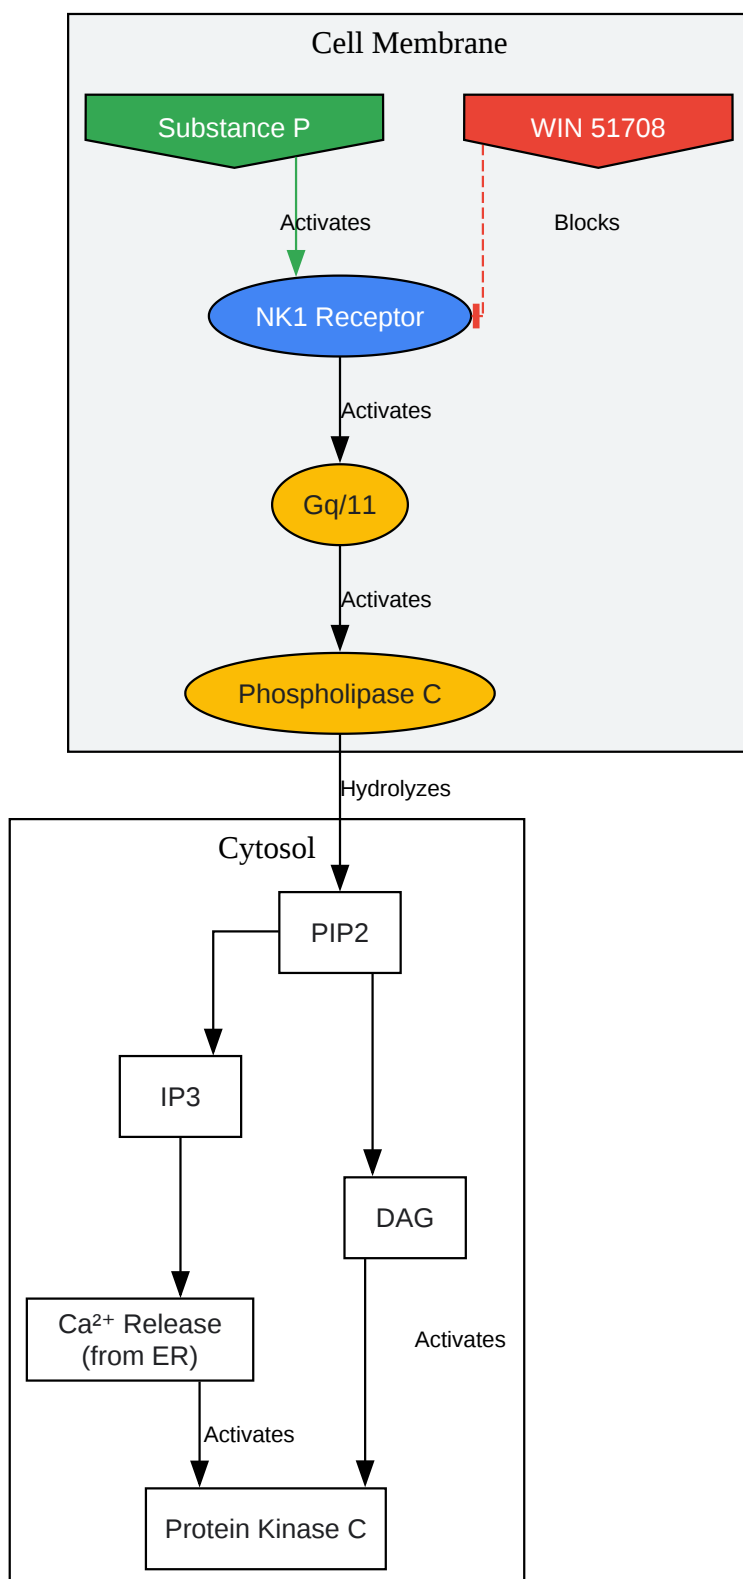 Cell Membrane
Substance P
WIN 51708
Activates
Blocks
NK1 Receptor
Activates
Gq/11
Activates
Phospholipase C
Hydrolyzes
Cytosol
PIP2
IP3
DAG
Ca²⁺ Release
(from ER)
Activates
Activates
Protein Kinase C